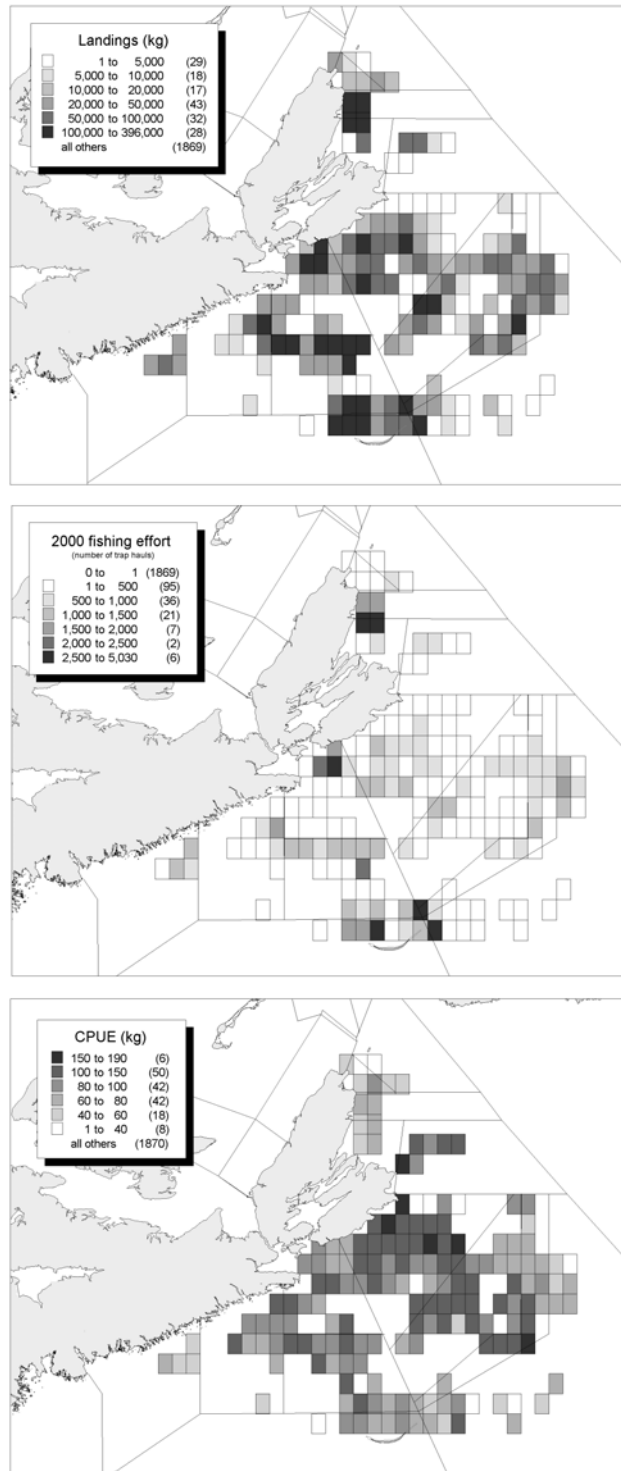 Landings (kg)
1 to 5,000 (29)
5,000 to 10,000 (18)
10,000 to 20,000 (17)
20,000 to 50,000 (43)
50,000 to 100,000 (32)
100,000 to 396,000 (28)
all others (1869)
2000 fishing effort
(number of trap hauls)
0 to 1 (1869)
1 to 500 (95)
500 to 1,000 (36)
1,000 to 1,500 (21)
1,500 to 2,000 (7)
2,000 to 2,500 (2)
2,500 to 5,030 (6)
CPUE (kg)
150 to 190 (6)
100 to 150 (50)
80 to 100 (42)
60 to 80 (42)
40 to 60 (18)
1 to 40 (8)
all others (1870)